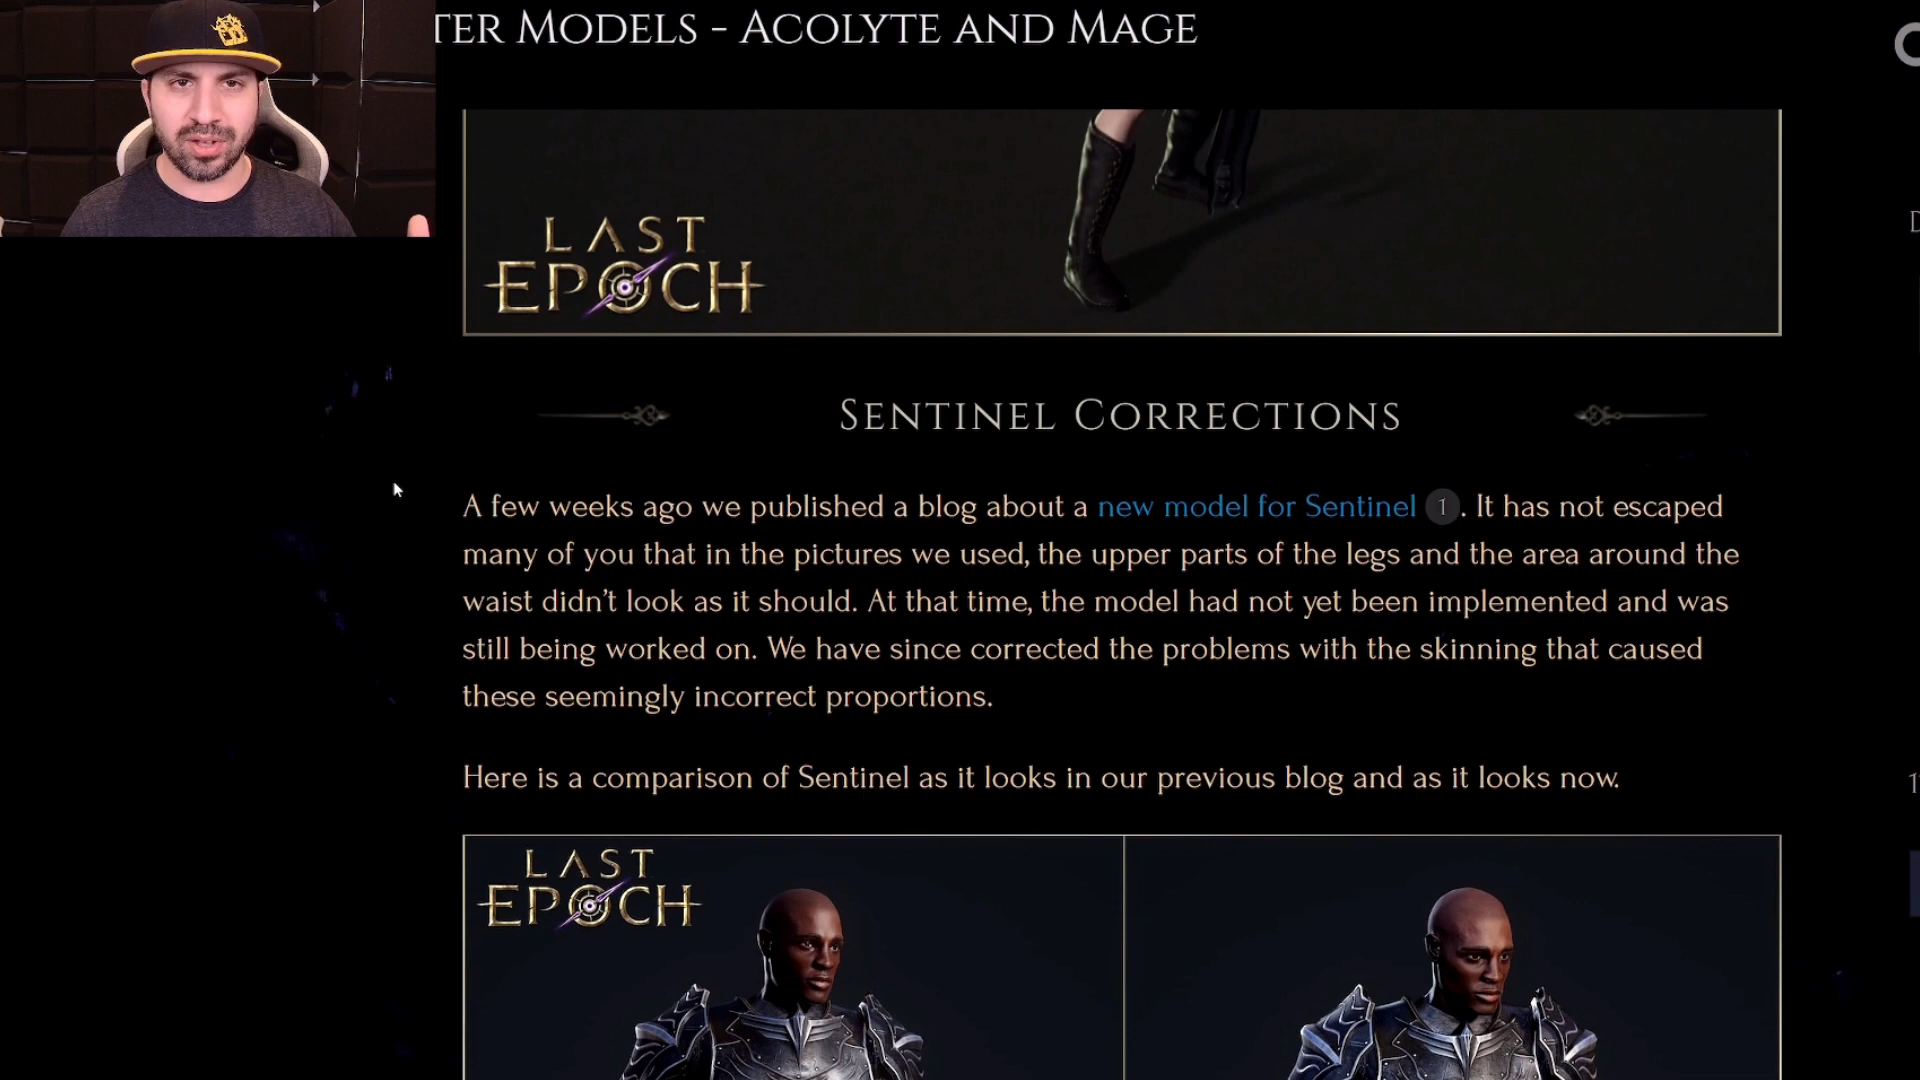 TER MODELS - ACOLYTE AND MAGE
LAST
EPOCH
SENTINEL CORRECTIONS
A few weeks ago we published a blog about a new model for Sentinel 1. It has not escaped
many of you that in the pictures we used, the upper parts of the legs and the area around the
waist didn't look as it should. At that time, the model had not yet been implemented and was
still being worked on. We have since corrected the problems with the skinning that caused
these seemingly incorrect proportions.
Here is a comparison of Sentinel as it looks in our previous blog and as it looks now.
LAST
EPOCH